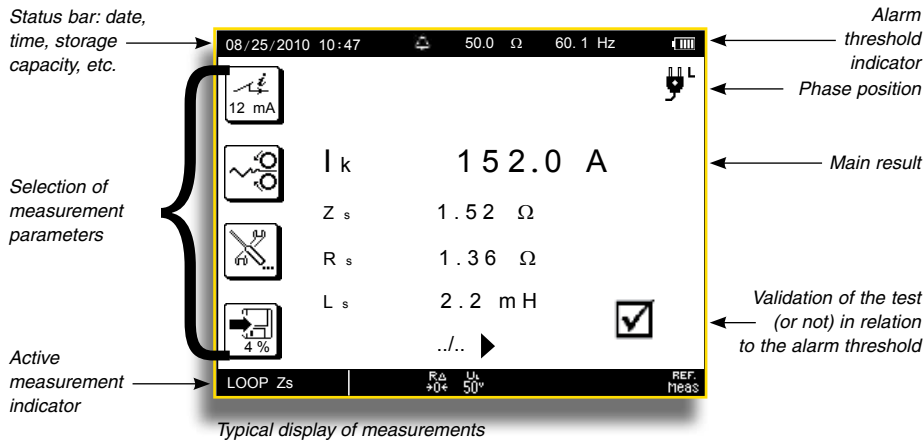 Status bar: date,
time, storage
capacity, etc.
Alarm
threshold
indicator
08/25/2010 10:47 50.0 Ω 60.1 Hz
L
Phase position
12 mA
Ik 152.0 A
Main result
Selection of
measurement
parameters
Zs 1.52 Ω
Rs 1.36 Ω
Ls 2.2 mH
Validation of the test
(or not) in relation
to the alarm threshold
4 %
../..
Active
measurement
indicator
LOOP Zs
RΔ
→0←
UL
50v
REF.
Meas
Typical display of measurements